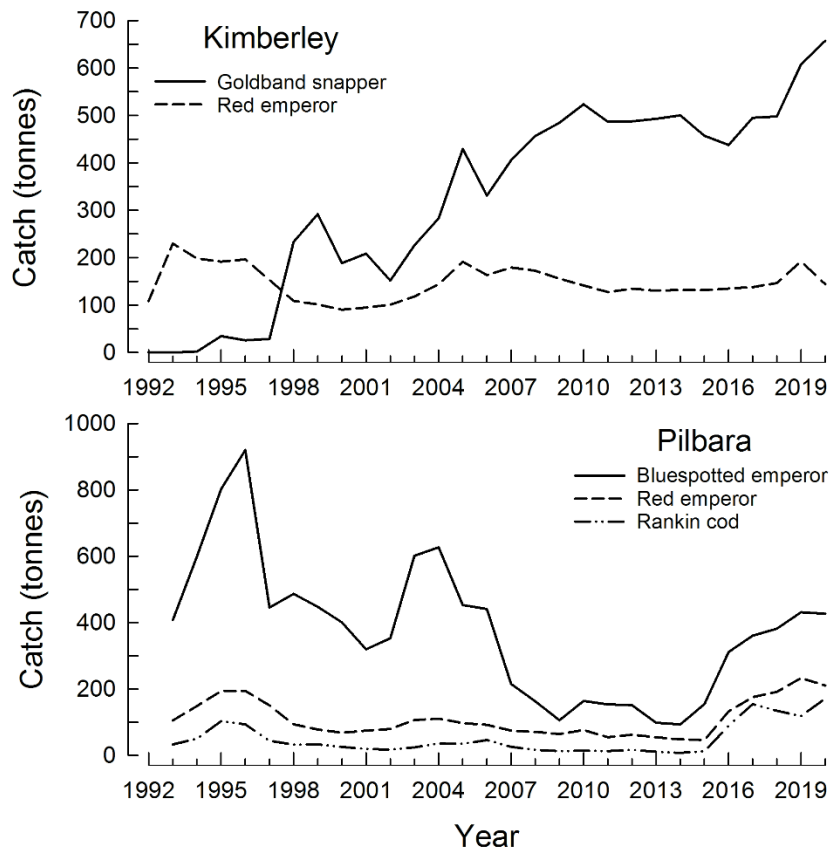 Kimberley
Goldband snapper
Red emperor
Catch (tonnes)
700
600
500
400
300
200
100
0
1992 1995 1998 2001 2004 2007 2010 2013 2016 2019
Pilbara
Bluespotted emperor
Red emperor
Rankin cod
Catch (tonnes)
1000
800
600
400
200
0
1992 1995 1998 2001 2004 2007 2010 2013 2016 2019
Year